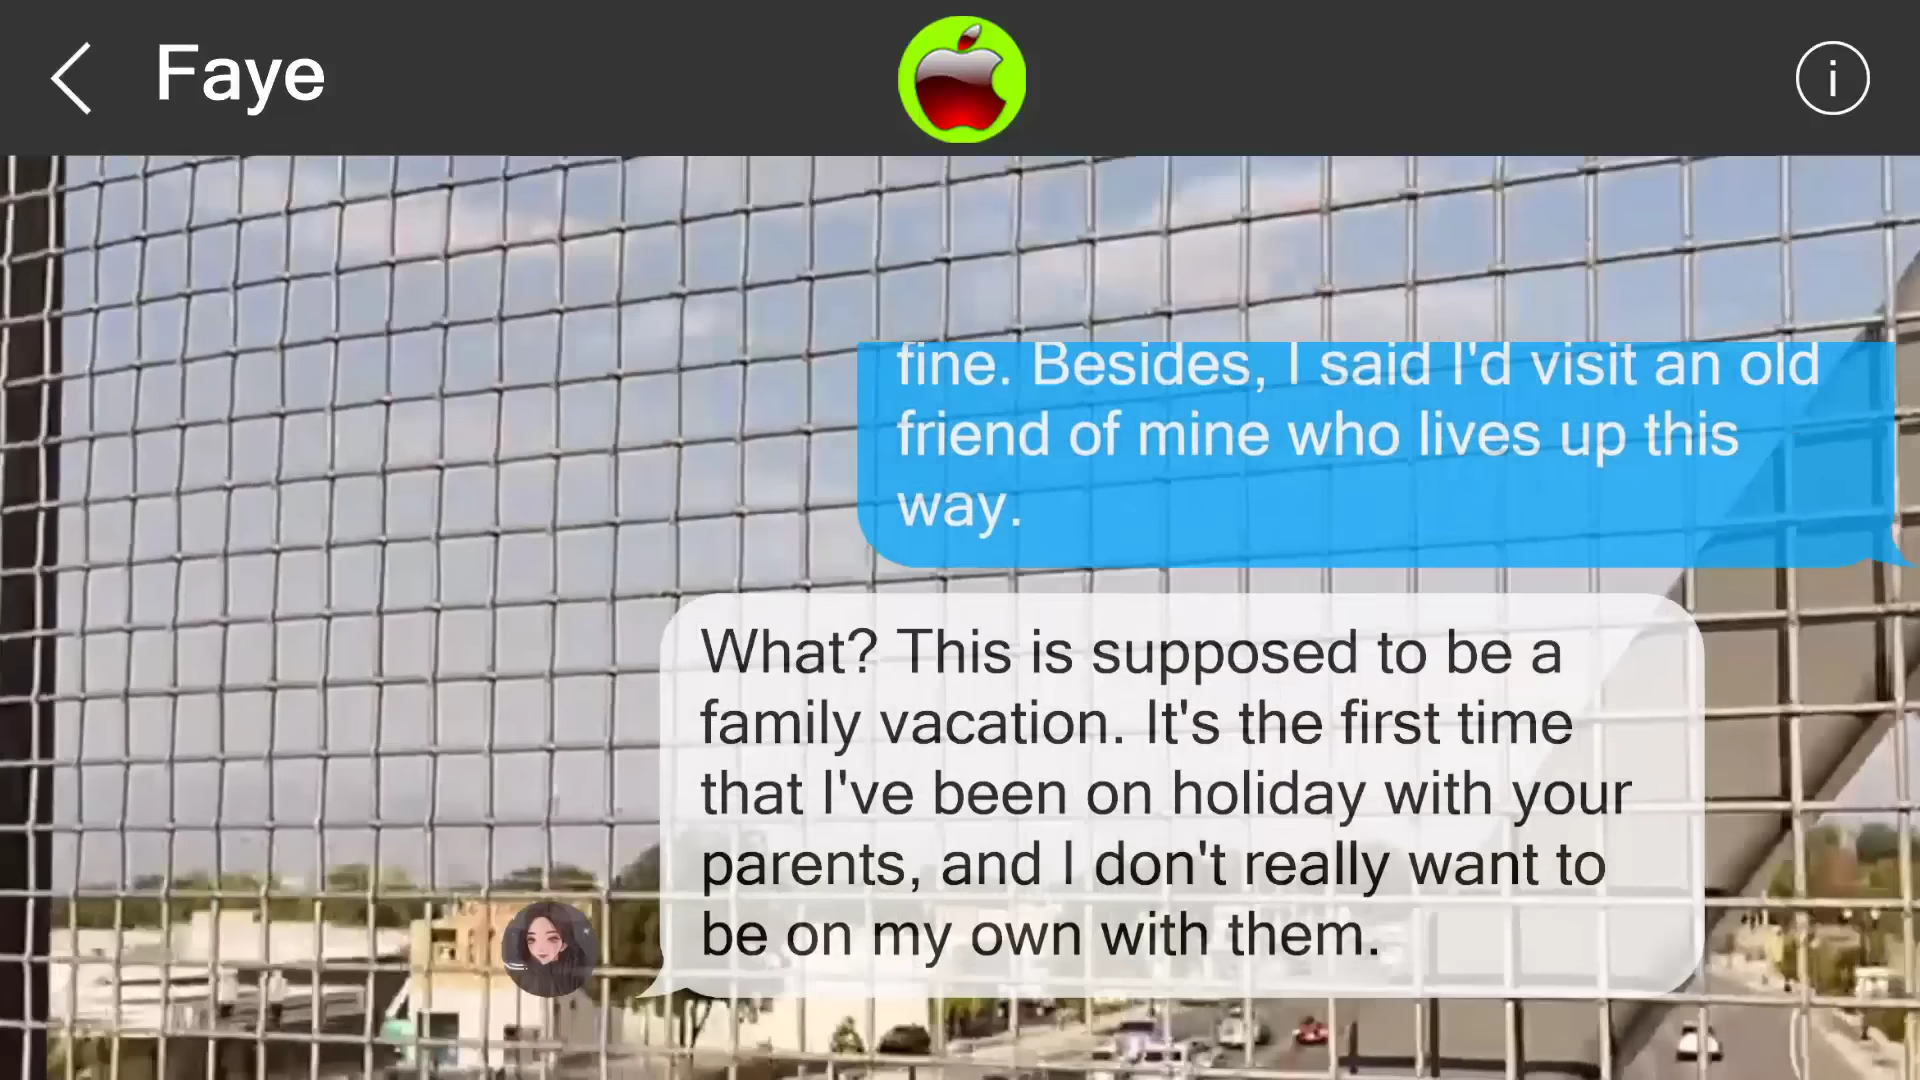 Faye
i
fine. Besides, I said I'd visit an old
friend of mine who lives up this
way.
What? This is supposed to be a
family vacation. It's the first time
that I've been on holiday with your
parents, and I don't really want to
be on my own with them.